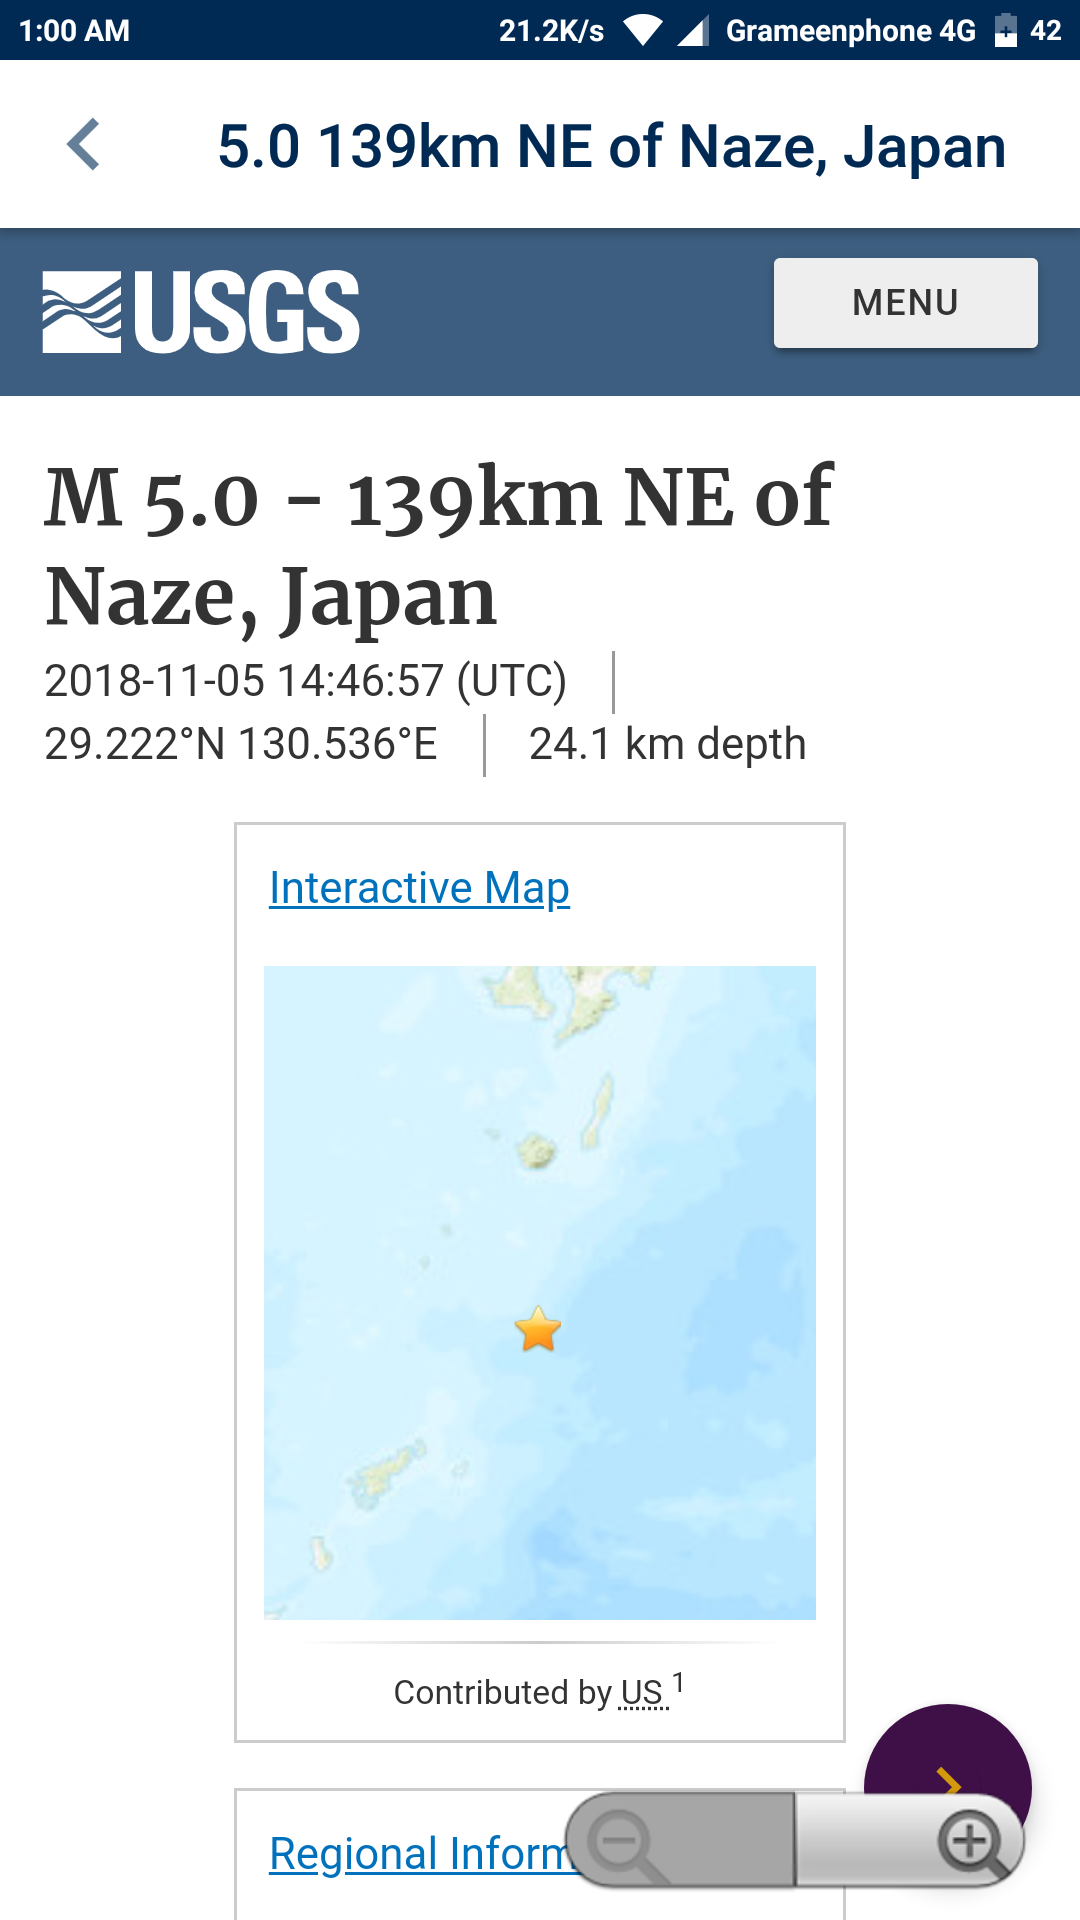 1:00 AM 21.2K/s Grameenphone 4G 42
5.0 139km NE of Naze, Japan
USGS MENU
M 5.0 - 139km NE of
Naze, Japan
2018-11-05 14:46:57 (UTC)
29.222°N 130.536°E 24.1 km depth
Interactive Map
Contributed by US 1
Regional